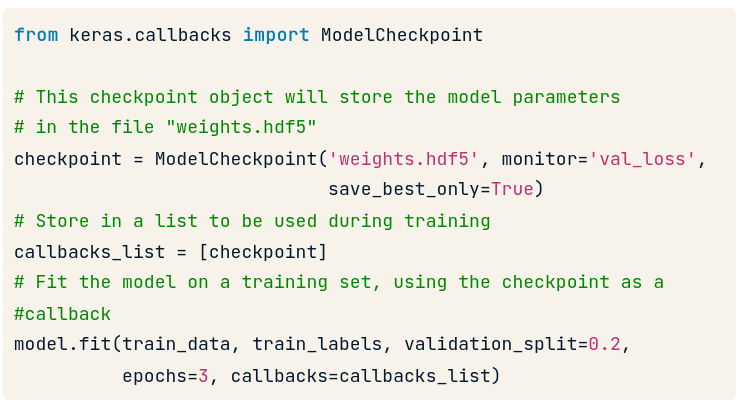 from keras.callbacks import ModelCheckpoint

# This checkpoint object will store the model parameters
# in the file "weights.hdf5"
checkpoint = ModelCheckpoint('weights.hdf5', monitor='val_loss',
                             save_best_only=True)
# Store in a list to be used during training
callbacks_list = [checkpoint]
# Fit the model on a training set, using the checkpoint as a
#callback
model.fit(train_data, train_labels, validation_split=0.2,
          epochs=3, callbacks=callbacks_list)